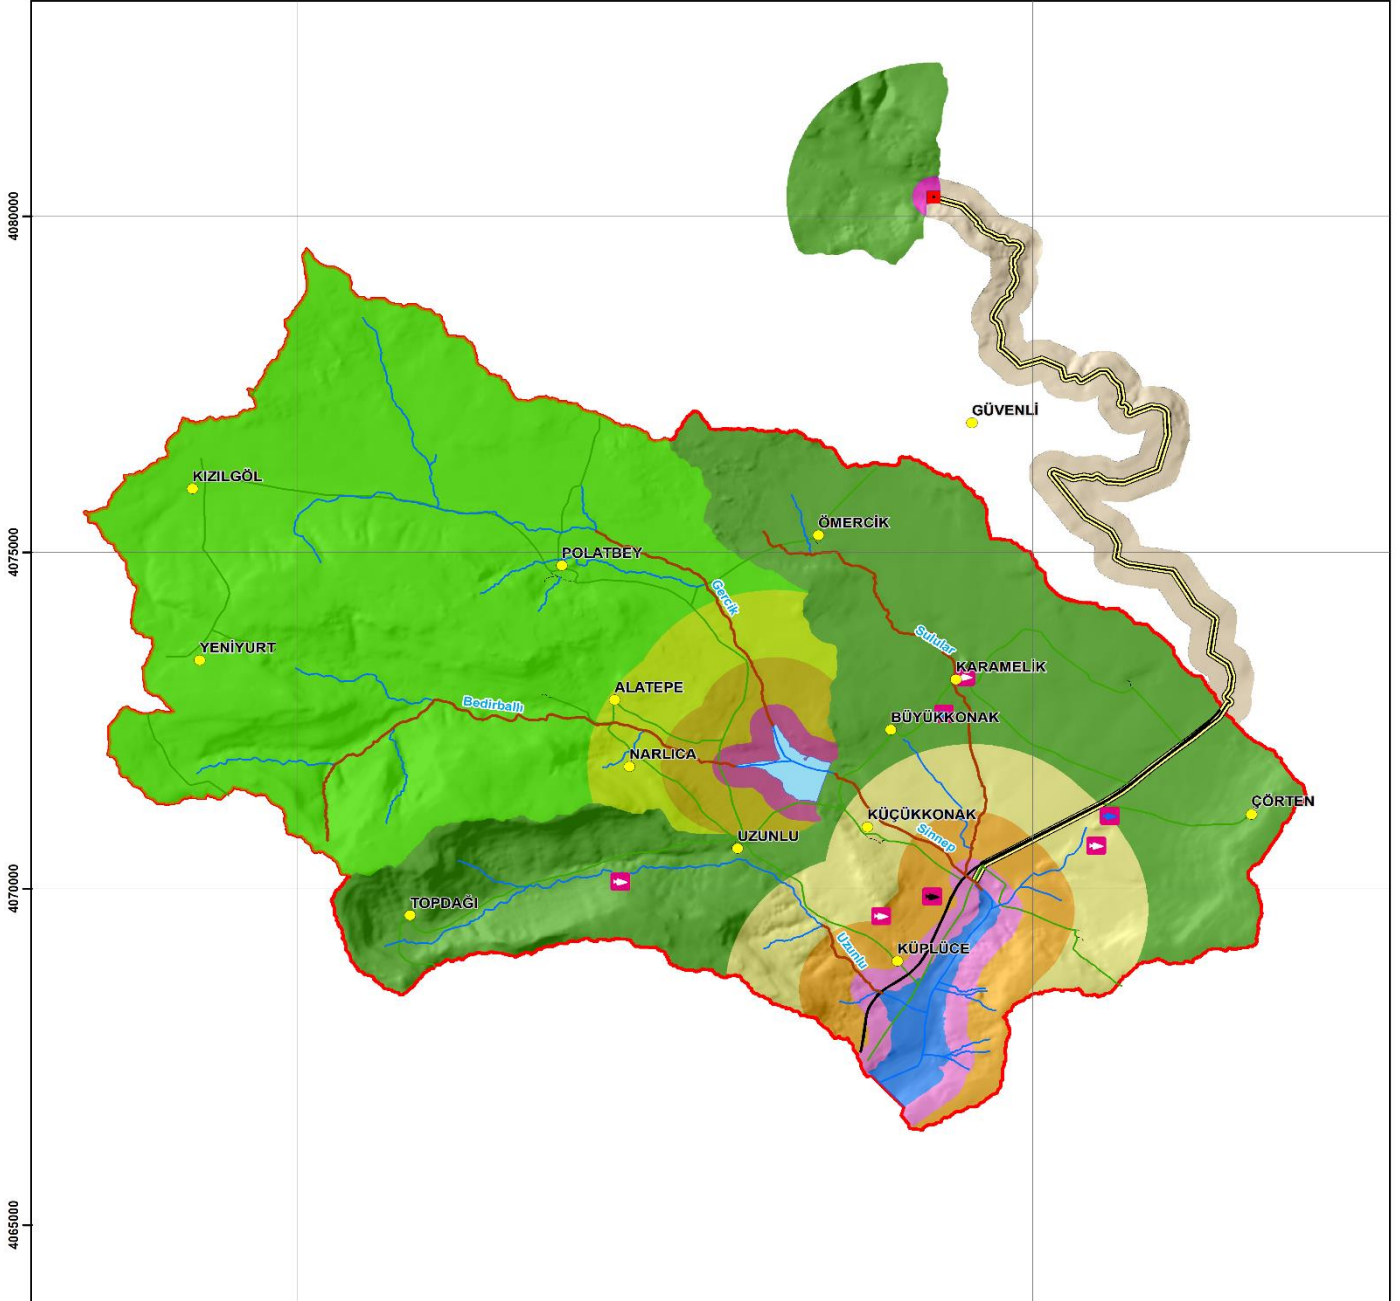 4080000
GÜVENLİ
KIZILGÖL
ÖMERCİK
4075000
POLATBEY
Gercik
Sulular
YENİYURT
KARAMELİK
ALATEPE
Bedirballı
BÜYÜKKONAK
NARLICA
ÇÖRTEN
KÜÇÜKKONAK
UZUNLU
Sinnep
4070000
TOPDAĞI
Uzunlu
KÜPLÜCE
4065000